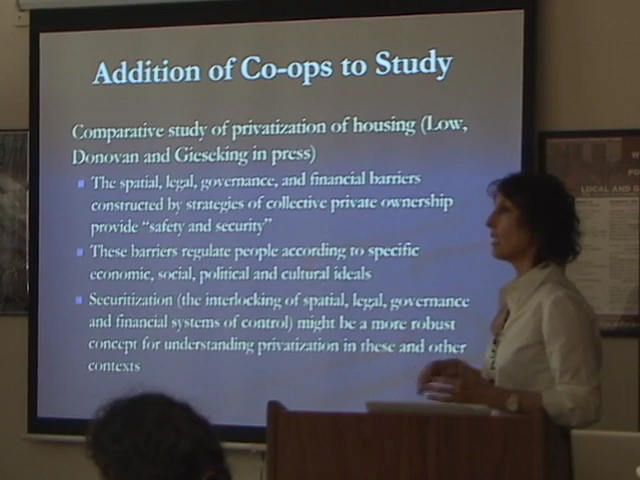 Addition of Co-ops to Study
Comparative study of privatization of housing (Low,
Donovan and Gieseking in press)
The spatial, legal, governance, and financial barriers
constructed by strategies of collective private ownership
provide “safety and security”
These barriers regulate people according to specific
economic, social, political and cultural ideals
Securitization (the interlocking of spatial, legal, governance
and financial systems of control) might be a more robust
concept for understanding privatization in these and other
contexts
W
PO
LOCAL AND G